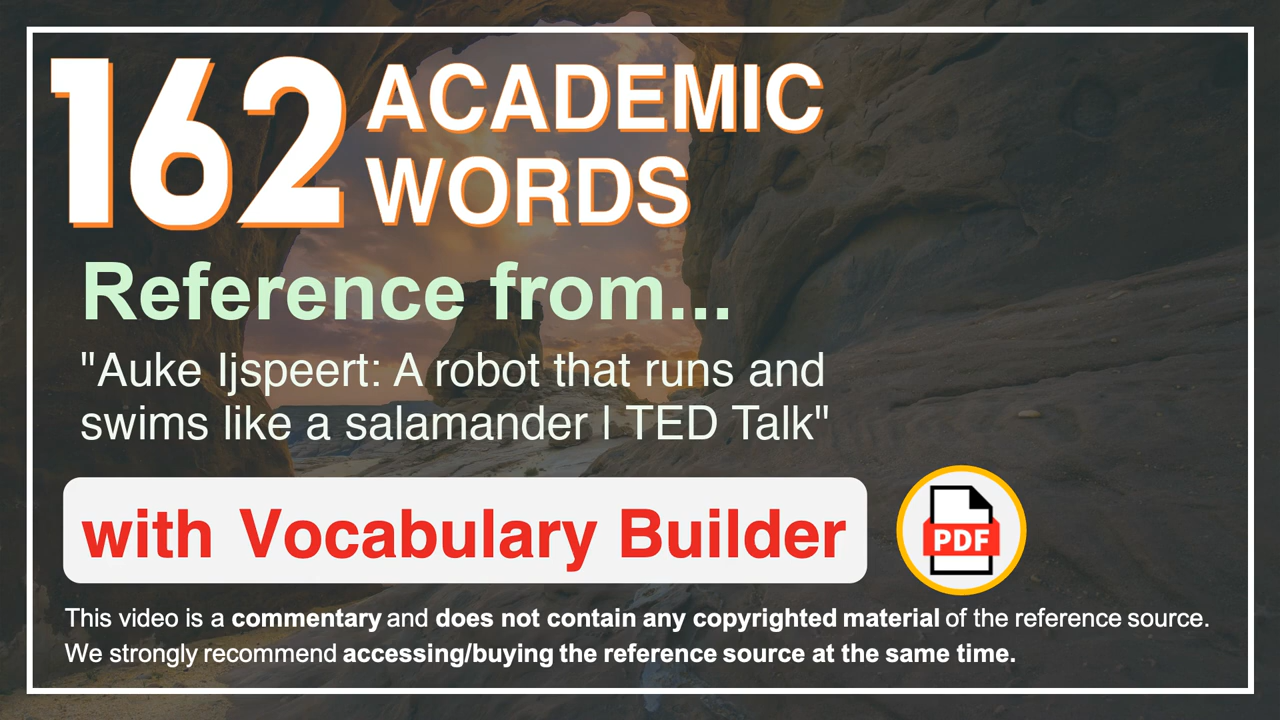 162 ACADEMIC
WORDS
Reference from...
"Auke Ijspeert: A robot that runs and
swims like a salamander | TED Talk"
with Vocabulary Builder
PDF
This video is a commentary and does not contain any copyrighted material of the reference source.
We strongly recommend accessing/buying the reference source at the same time.